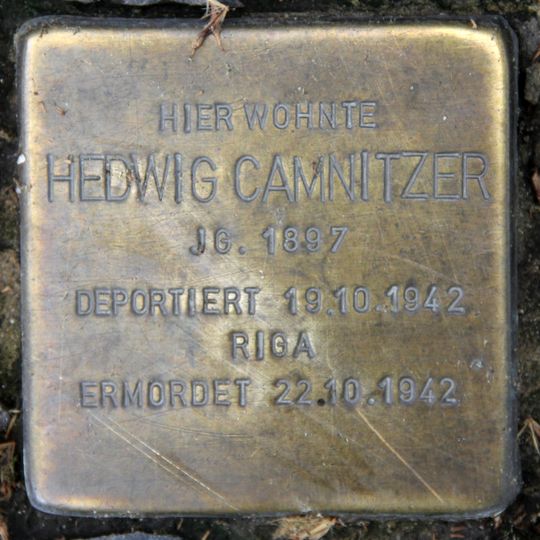 HIER WOHNTE
HEDWIG CAMNITZER
JG. 1897
DEPORTIERT 19.10.1942
RIGA
ERMORDET 22.10.1942